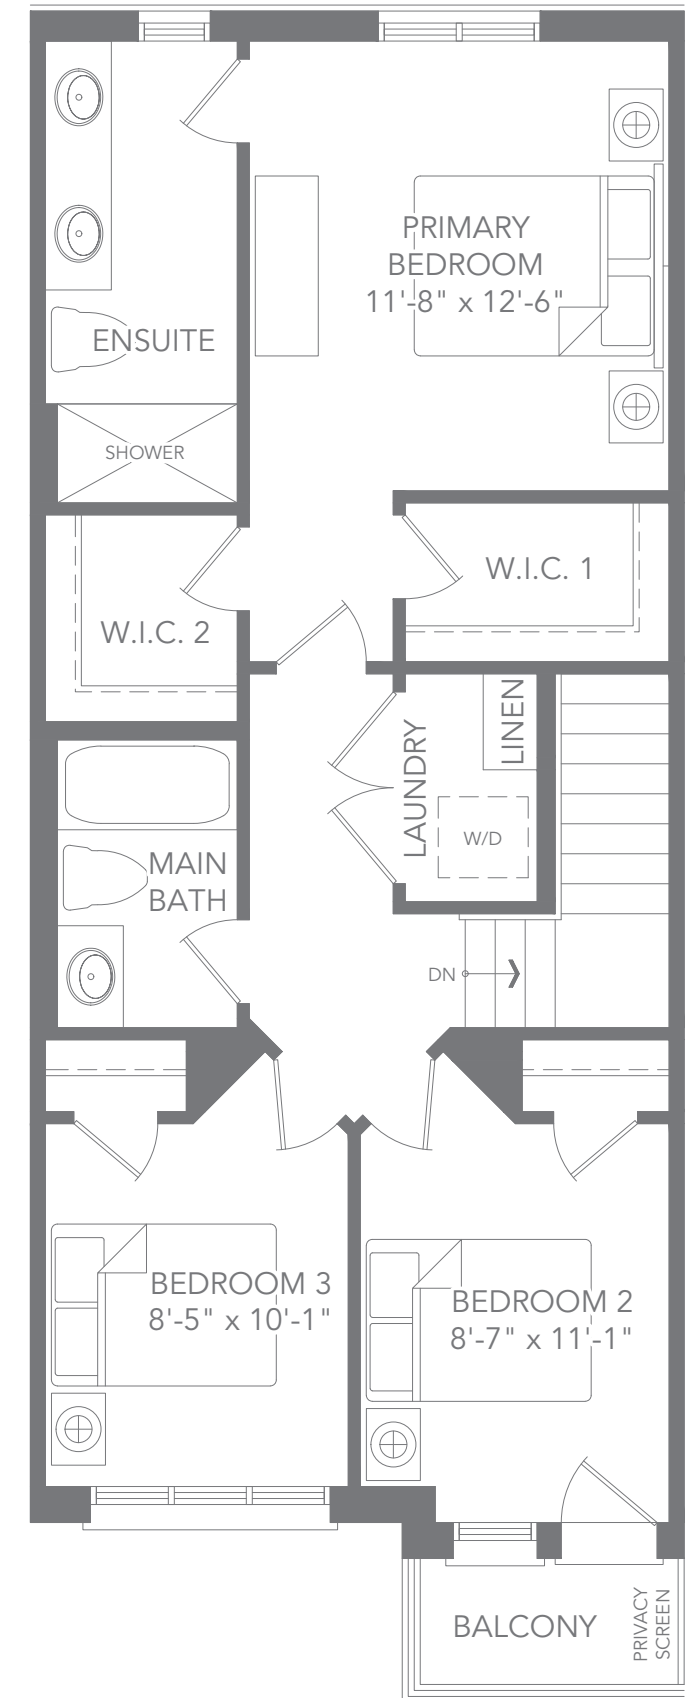 PRIMARY
BEDROOM
11'-8" x 12'-6"
ENSUITE
SHOWER
W.I.C. 1
W.I.C. 2
LINEN
LAUNDRY
W/D
MAIN
BATH
DN
BEDROOM 3
8'-5" x 10'-1"
BEDROOM 2
8'-7" x 11'-1"
BALCONY
PRIVACY
SCREEN